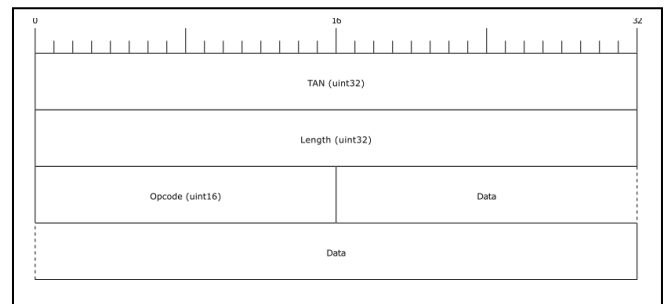 0 16 32
TAN (uint32)
Length (uint32)
Opcode (uint16) Data
Data